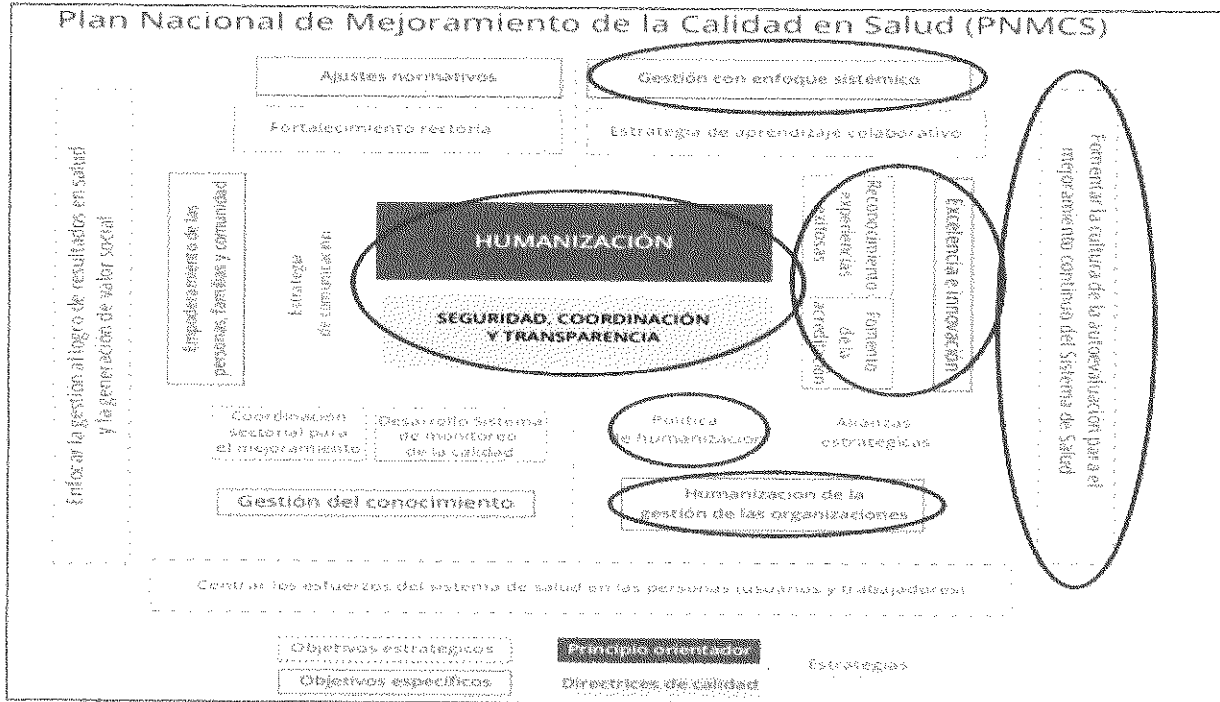 Plan Nacional de Mejoramiento de la Calidad en Salud (PNMCS)
Ajustes normativos
Gestión con enfoque sistémico
Fortalecimiento rectoría
Estrategia de aprendizaje colaborativo
Enfocar la gestión al logro de resultados en salud
y la generación de valor social
Empoderamiento de las
personas familias y comunidad
Estrategia
de comunicación
HUMANIZACIÓN
SEGURIDAD, COORDINACIÓN
Y TRANSPARENCIA
Reconocimiento
experiencias
exitosas
Fomento
de la
acreditación
Excelencia e innovación
Fomentar la cultura de la autoevaluación para el
mejoramiento continuo del Sistema de Salud
Coordinación
sectorial para
el mejoramiento
Desarrollo Sistema
de monitoreo
de la calidad
Política
de humanización
Alianzas
estratégicas
Gestión del conocimiento
Humanización de la
gestión de las organizaciones
Centrar los esfuerzos del sistema de salud en las personas (usuarios y trabajadores)
Objetivos estratégicos
Principio orientador
Estrategias
Objetivos específicos
Directrices de calidad